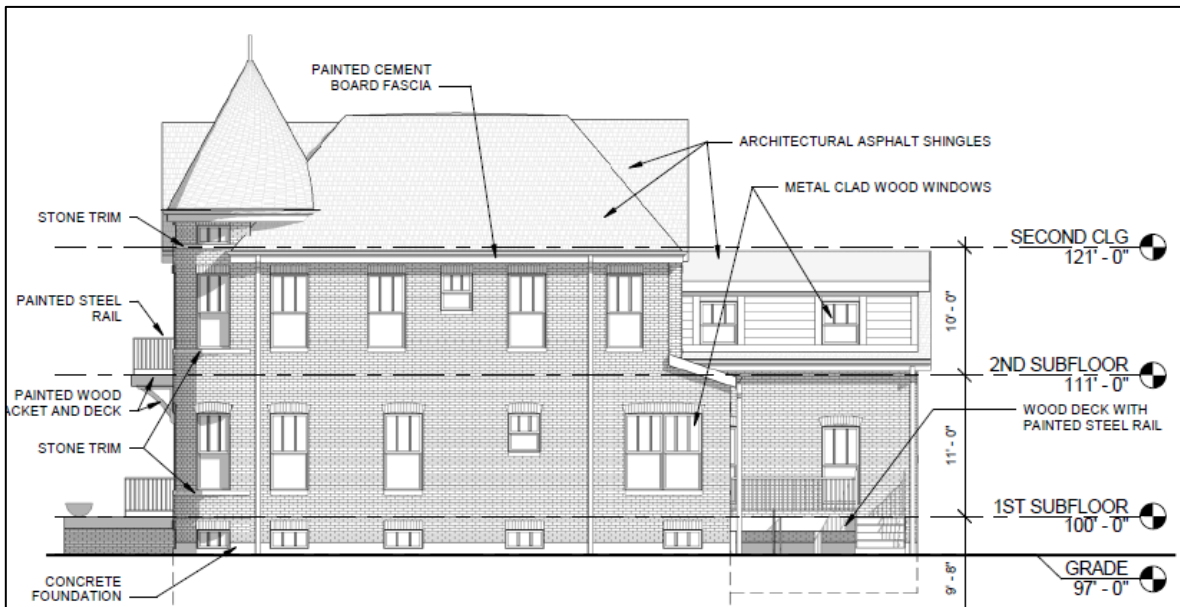 PAINTED CEMENT
BOARD FASCIA
ARCHITECTURAL ASPHALT SHINGLES
METAL CLAD WOOD WINDOWS
STONE TRIM
SECOND CLG
121' - 0"
PAINTED STEEL
RAIL
10' - 0"
2ND SUBFLOOR
111' - 0"
PAINTED WOOD
ACKET AND DECK
WOOD DECK WITH
PAINTED STEEL RAIL
STONE TRIM
11' - 0"
1ST SUBFLOOR
100' - 0"
GRADE
97' - 0"
9' - 8"
CONCRETE
FOUNDATION